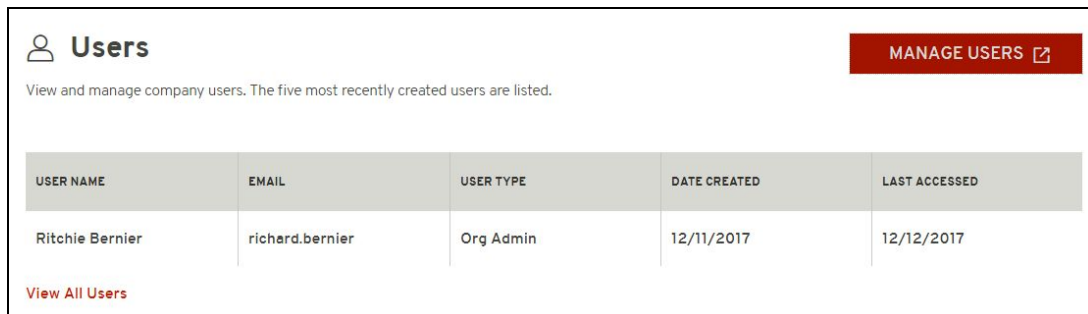 Users
MANAGE USERS
View and manage company users. The five most recently created users are listed.
USER NAME EMAIL USER TYPE DATE CREATED LAST ACCESSED
Ritchie Bernier richard.bernier Org Admin 12/11/2017 12/12/2017
View All Users